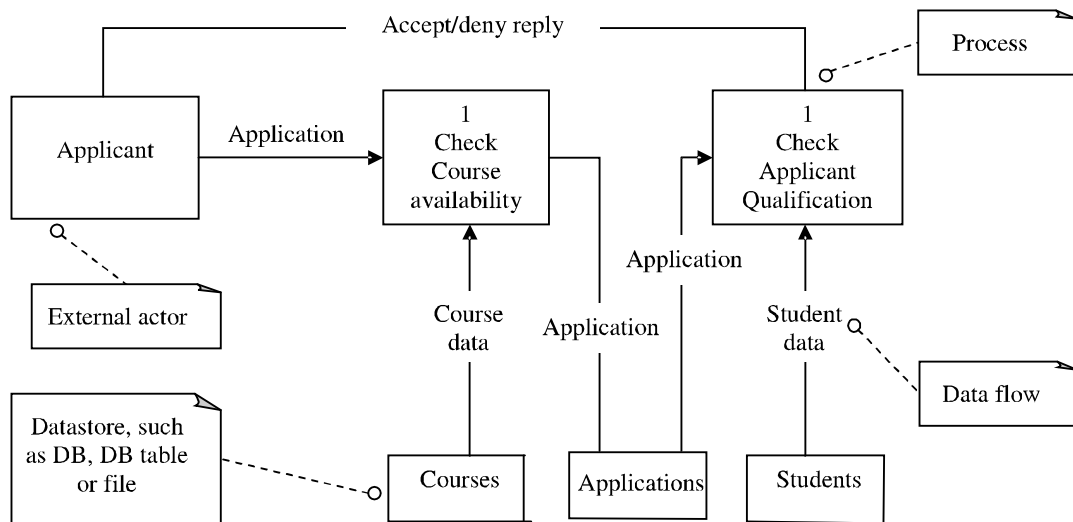 Accept/deny reply
Process
Applicant
Application
1
Check
Course
availability
1
Check
Applicant
Qualification
Application
External actor
Course
data
Application
Student
data
Data flow
Datastore, such
as DB, DB table
or file
Courses
Applications
Students